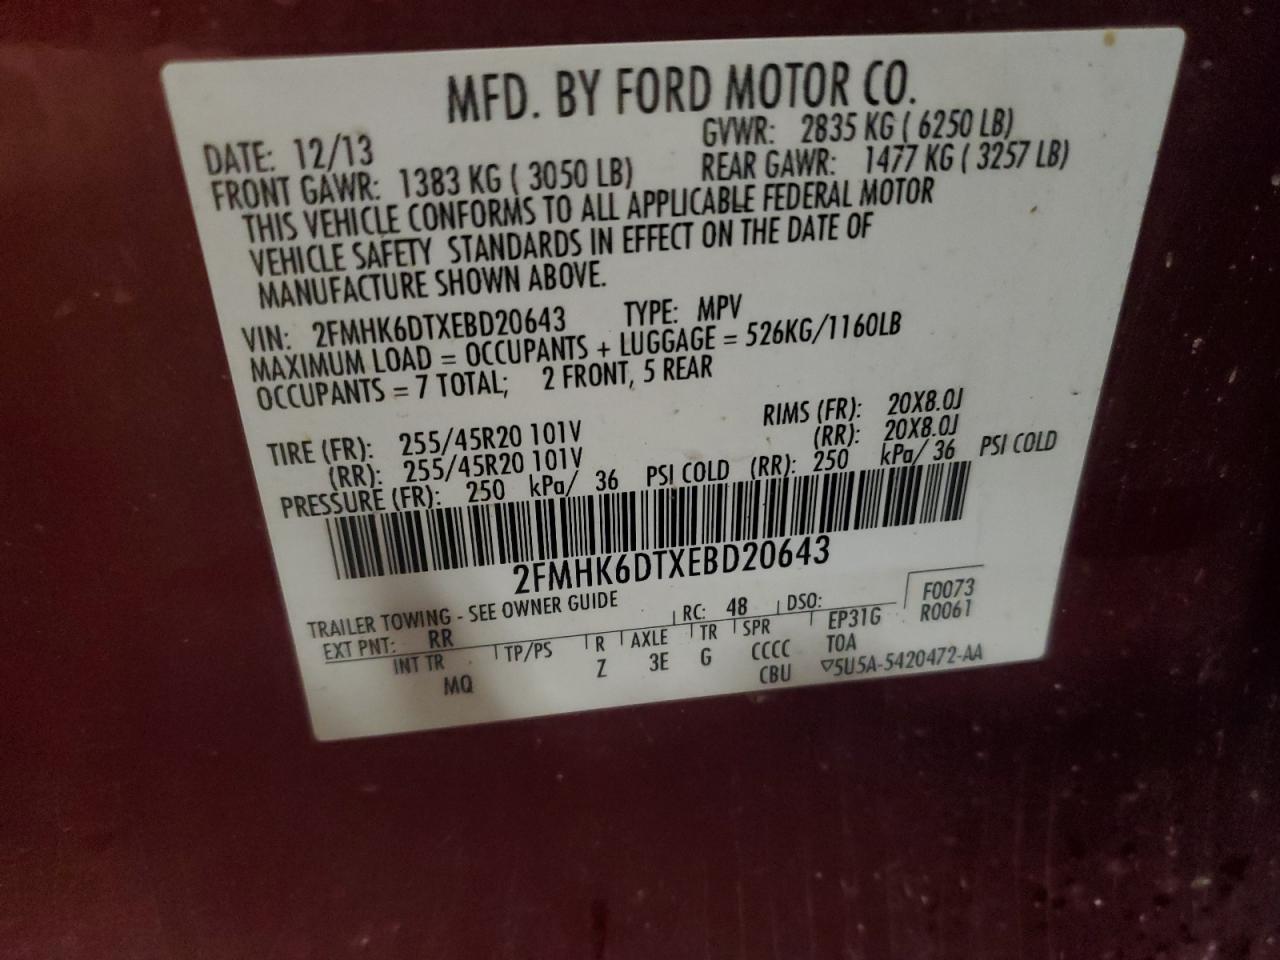 MFD. BY FORD MOTOR CO.
DATE: 12/13 GVWR: 2835 KG ( 6250 LB)
FRONT GAWR: 1383 KG ( 3050 LB) REAR GAWR: 1477 KG ( 3257 LB)
THIS VEHICLE CONFORMS TO ALL APPLICABLE FEDERAL MOTOR
VEHICLE SAFETY STANDARDS IN EFFECT ON THE DATE OF
MANUFACTURE SHOWN ABOVE.
VIN: 2FMHK6DTXEBD20643 TYPE: MPV
MAXIMUM LOAD = OCCUPANTS + LUGGAGE = 526KG/1160LB
OCCUPANTS = 7 TOTAL; 2 FRONT, 5 REAR
TIRE (FR): 255/45R20 101V RIMS (FR): 20X8.0J
(RR): 255/45R20 101V (RR): 20X8.0J
PRESSURE (FR): 250 kPa/ 36 PSI COLD (RR): 250 kPa/ 36 PSI COLD
2FMHK6DTXEBD20643
TRAILER TOWING - SEE OWNER GUIDE
EXT PNT: RR RC: 48 DSO: F0073
R0061
INT TR TP/PS R AXLE TR SPR EP31G
MQ Z 3E G CCCC TOA
CBU ▽5U5A-5420472-AA